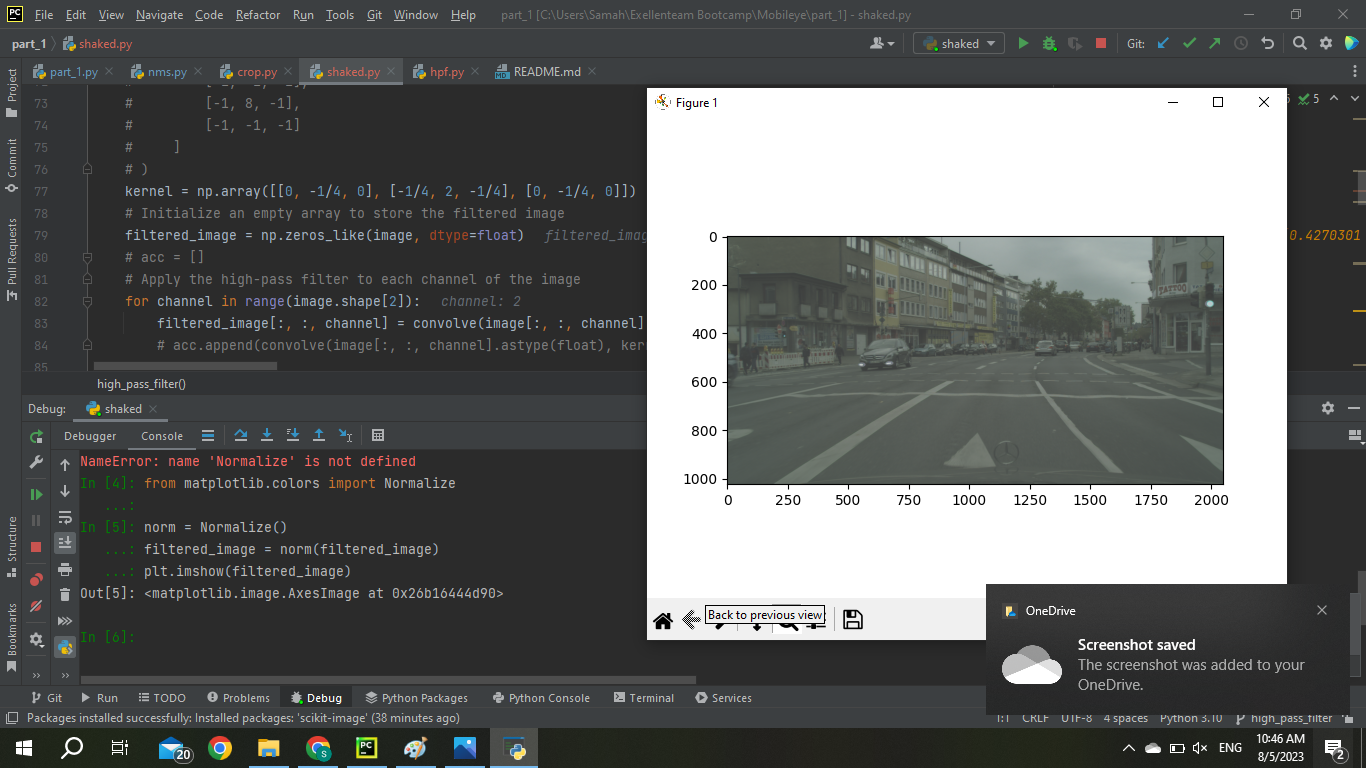 File Edit View Navigate Code Refactor Run Tools Git Window Help part_1 [C:\Users\Samah\Exellenteam Bootcamp\Mobileye\part_1] - shaked.py
part_1 shaked.py shaked Git:
part_1.py nms.py crop.py shaked.py hpf.py README.md
Project
Commit
Pull Requests
Structure
Bookmarks
73 # [-1, 8, -1],
74 # [-1, -1, -1]
75 # ]
76 # )
77 kernel = np.array([[0, -1/4, 0], [-1/4, 2, -1/4], [0, -1/4, 0]])
78 # Initialize an empty array to store the filtered image
79 filtered_image = np.zeros_like(image, dtype=float) filtered_imag
0.4270301
80 # acc = []
81 # Apply the high-pass filter to each channel of the image
82 for channel in range(image.shape[2]): channel: 2
83 filtered_image[:, :, channel] = convolve(image[:, :, channel]
84 # acc.append(convolve(image[:, :, channel].astype(float), ker
85
5
high_pass_filter()
Debug: shaked
Debugger Console
NameError: name 'Normalize' is not defined
In [4]: from matplotlib.colors import Normalize
...:
In [5]: norm = Normalize()
...: filtered_image = norm(filtered_image)
...: plt.imshow(filtered_image)
Out[5]: <matplotlib.image.AxesImage at 0x26b16444d90>
In [6]:
Figure 1
0
200
400
600
800
1000
0 250 500 750 1000 1250 1500 1750 2000
TATTOO
Back to previous view
OneDrive
Screenshot saved
The screenshot was added to your
OneDrive.
Git Run TODO Problems Debug Python Packages Python Console Terminal Services
Packages installed successfully: Installed packages: 'scikit-image' (38 minutes ago) 1:1 CRLF UTF-8 4 spaces Python 3.10 high_pass_filter
20
ENG
10:46 AM
8/5/2023
2